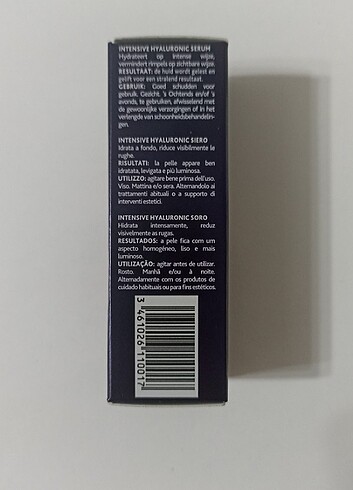 INTENSIVE HYALURONIC SERUM
Hydrateert op intense wijze,
vermindert rimpels op zichtbare wijze.
RESULTAAT: de huid wordt gelest en
gelift voor een stralend resultaat.
GEBRUIK: Goed schudden voor
gebruik. Gezicht. 's Ochtends en/of 's
avonds, te gebruiken, afwisselend met
de gewoonlijke verzorgingen of in het
verlengde van schoonheidsbehandelin-
gen.
INTENSIVE HYALURONIC SIERO
Idrata a fondo, riduce visibilmente le
rughe.
RISULTATI: la pelle appare ben
idratata, levigata e più luminosa.
UTILIZZO: agitare bene prima dell'uso.
Viso. Mattina e/o sera. Alternandolo ai
trattamenti abituali o a supporto di
interventi estetici.
INTENSIVE HYALURONIC SORO
Hidrata intensamente, reduz
visivelmente as rugas.
RESULTADOS: a pele fica com um
aspecto homogéneo, liso e mais
luminoso.
UTILIZAÇÃO: agitar antes de utilizar.
Rosto. Manhã e/ou à noite.
Alternadamente com os produtos de
cuidado habituais ou para fins estéticos.
3 461026 110017